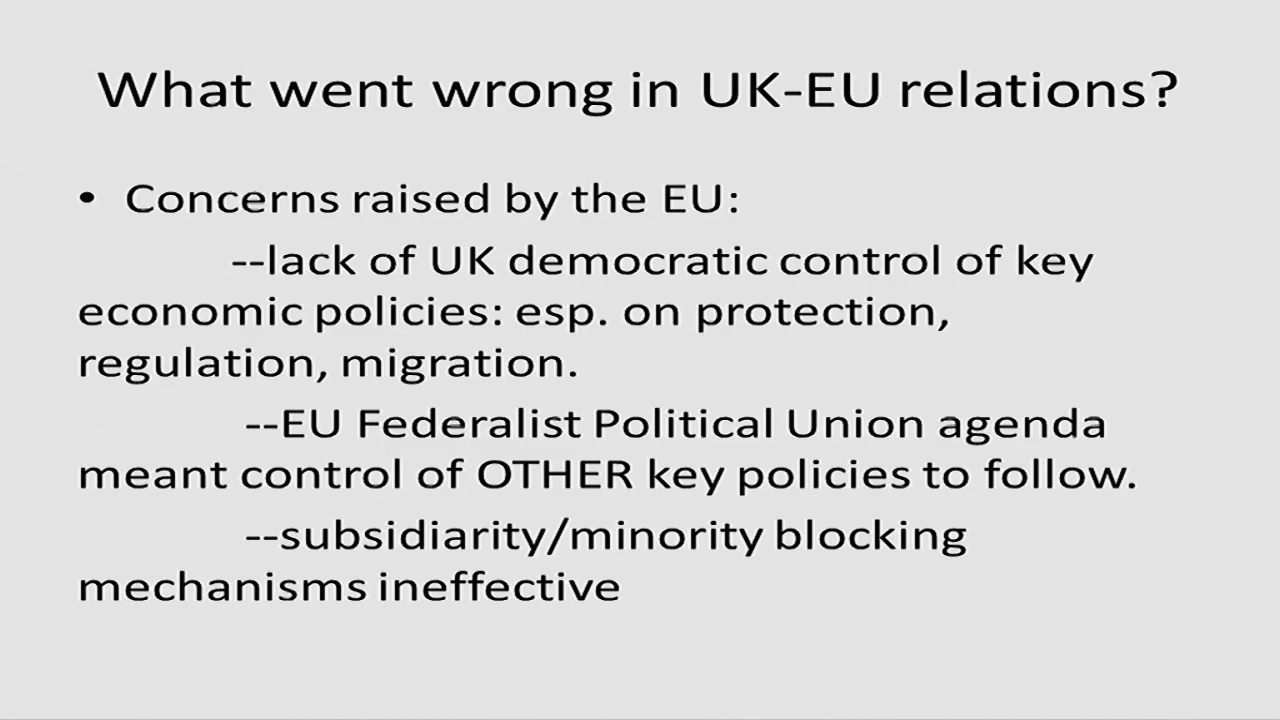 What went wrong in UK-EU relations?
• Concerns raised by the EU:
--lack of UK democratic control of key
economic policies: esp. on protection,
regulation, migration.
--EU Federalist Political Union agenda
meant control of OTHER key policies to follow.
--subsidiarity/minority blocking
mechanisms ineffective